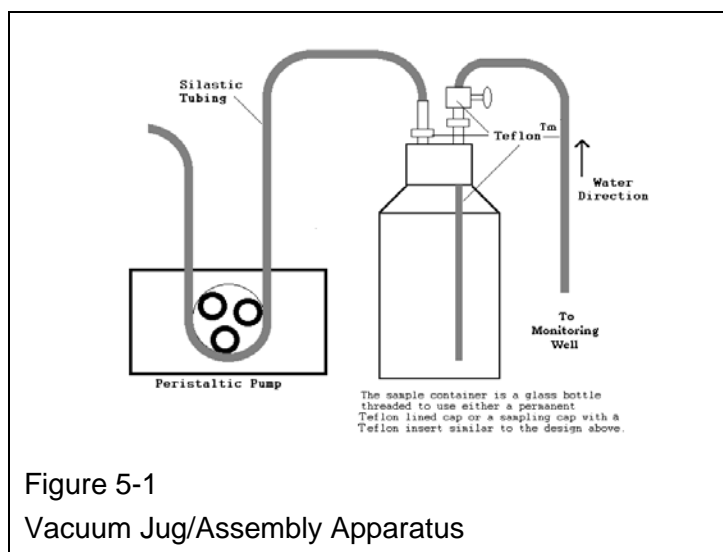 Silastic
Tubing
Teflon Tm
Water
Direction
To
Monitoring
Well
Peristaltic Pump
The sample container is a glass bottle
threaded to use either a permanent
Teflon lined cap or a sampling cap with a
Teflon insert similar to the design above.
Figure 5-1
Vacuum Jug/Assembly Apparatus